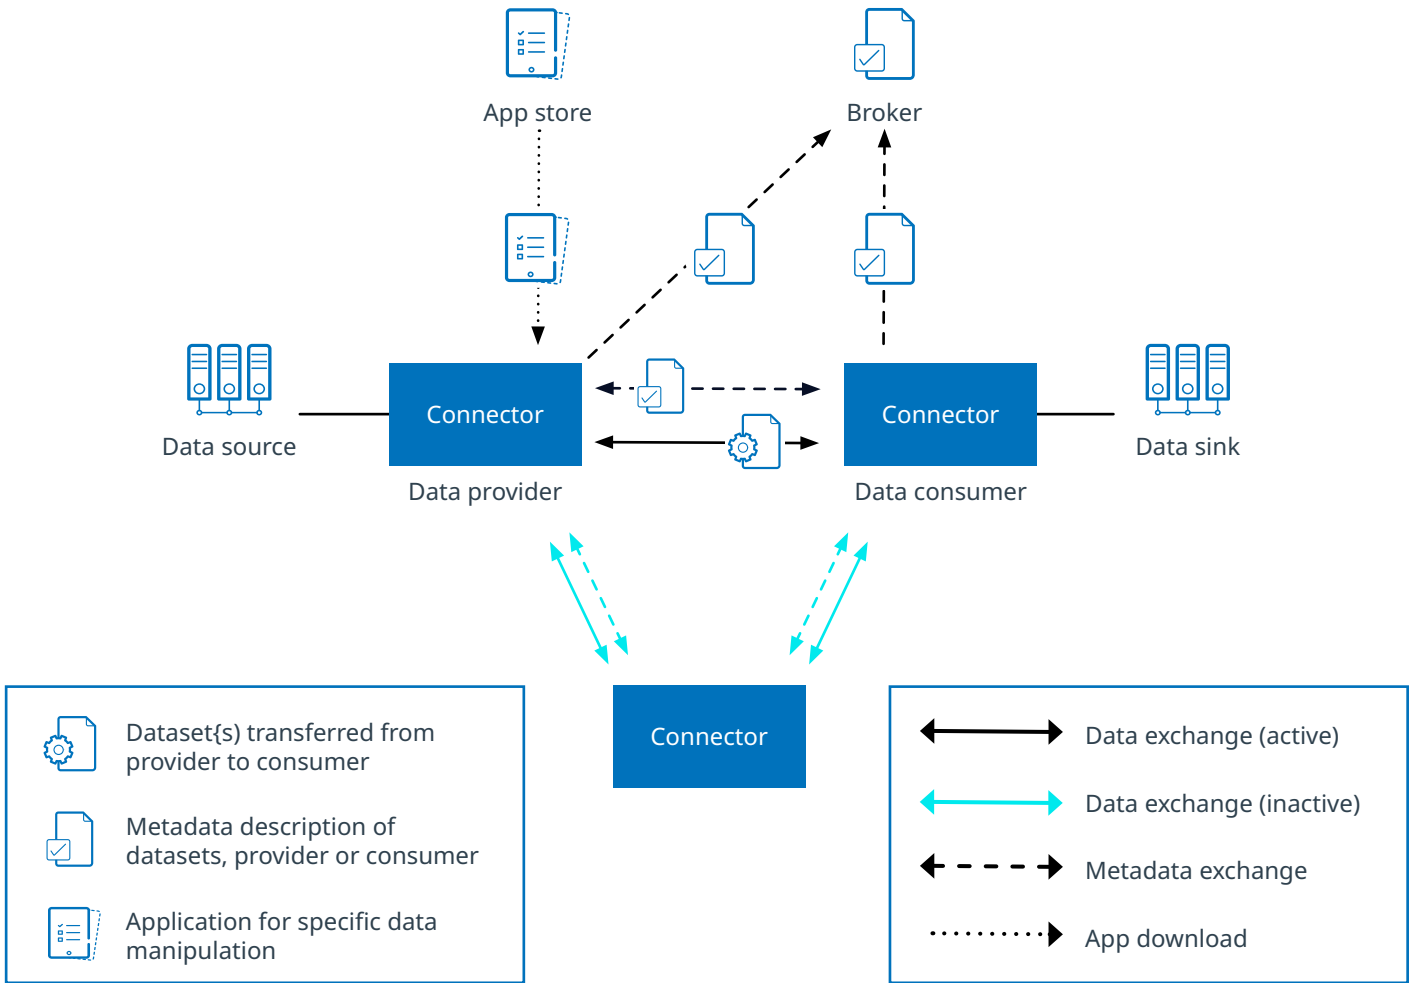 App store
Broker
Connector
Connector
Data source
Data sink
Data provider
Data consumer
Connector
Dataset{s) transferred from
provider to consumer
Metadata description of
datasets, provider or consumer
Application for specific data
manipulation
Data exchange (active)
Data exchange (inactive)
Metadata exchange
App download